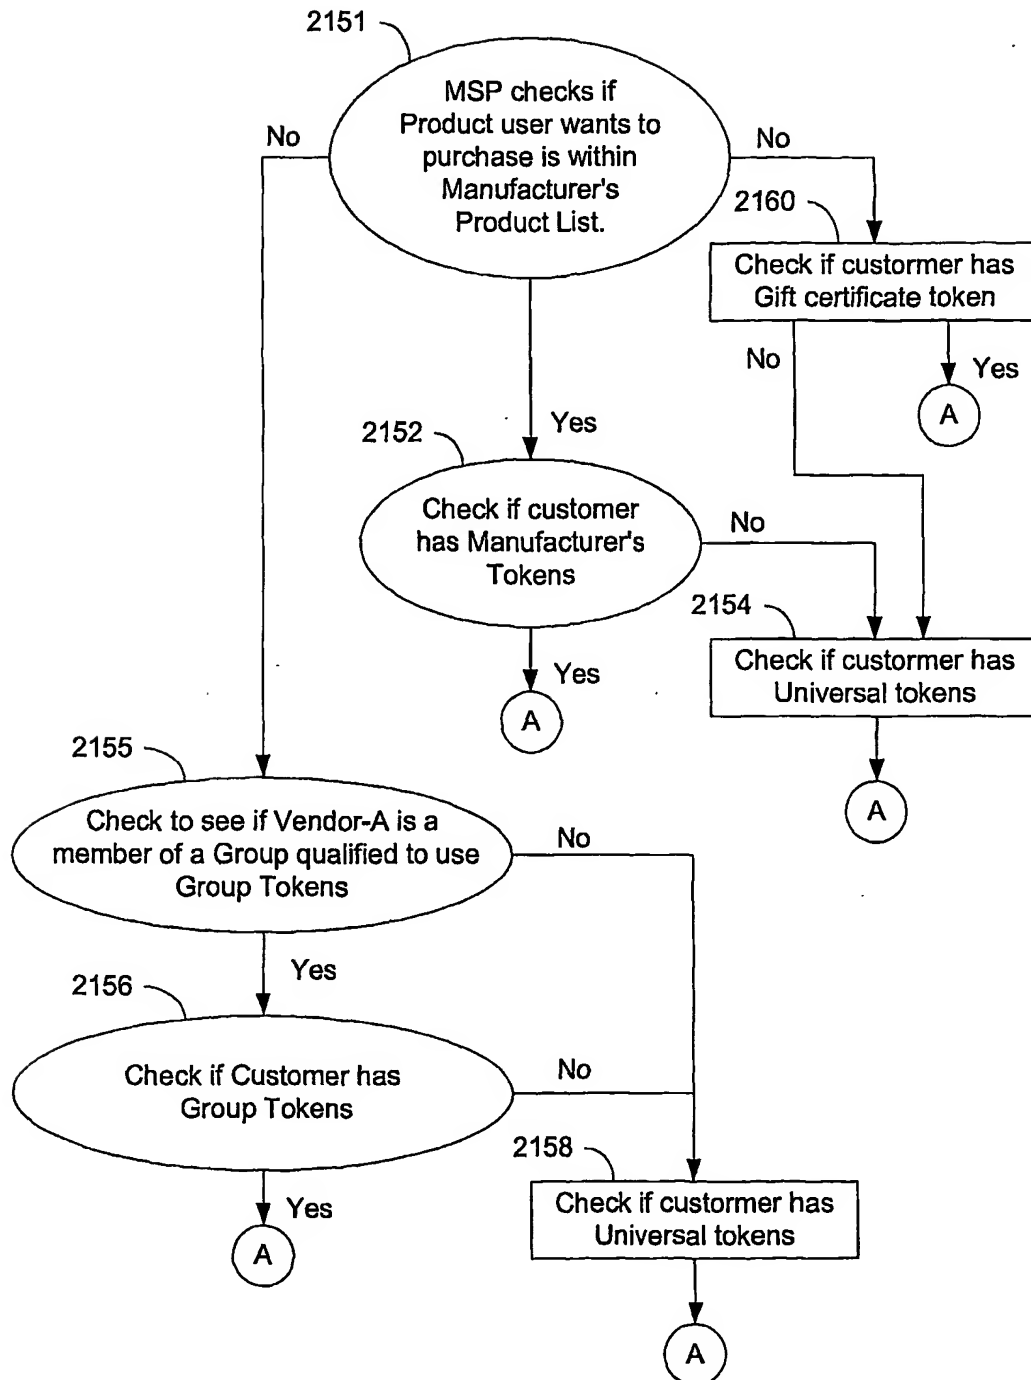 2151
MSP checks if
Product user wants to
purchase is within
Manufacturer's
Product List.
No
No
2160
Check if custormer has
Gift certificate token
No
Yes
A
Yes
2152
Check if customer
has Manufacturer's
Tokens
No
Yes
A
2154
Check if custormer has
Universal tokens
A
2155
Check to see if Vendor-A is a
member of a Group qualified to use
Group Tokens
No
Yes
2156
Check if Customer has
Group Tokens
No
Yes
A
2158
Check if custormer has
Universal tokens
A